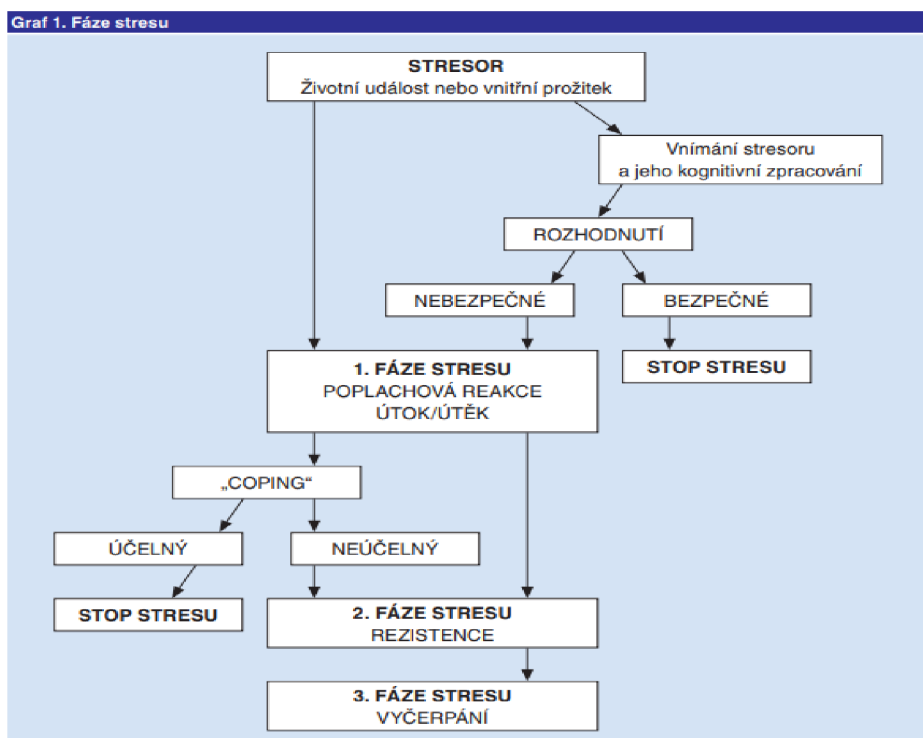 Graf 1. Fáze stresu
STRESOR
Životní událost nebo vnitřní prožitek
Vnímání stresoru
a jeho kognitivní zpracování
ROZHODNUTÍ
NEBEZPEČNÉ
BEZPEČNÉ
1. FÁZE STRESU
POPLACHOVÁ REAKCE
ÚTOK/ÚTĚK
STOP STRESU
„COPING“
ÚČELNÝ
NEÚČELNÝ
STOP STRESU
2. FÁZE STRESU
REZISTENCE
3. FÁZE STRESU
VYČERPÁNÍ